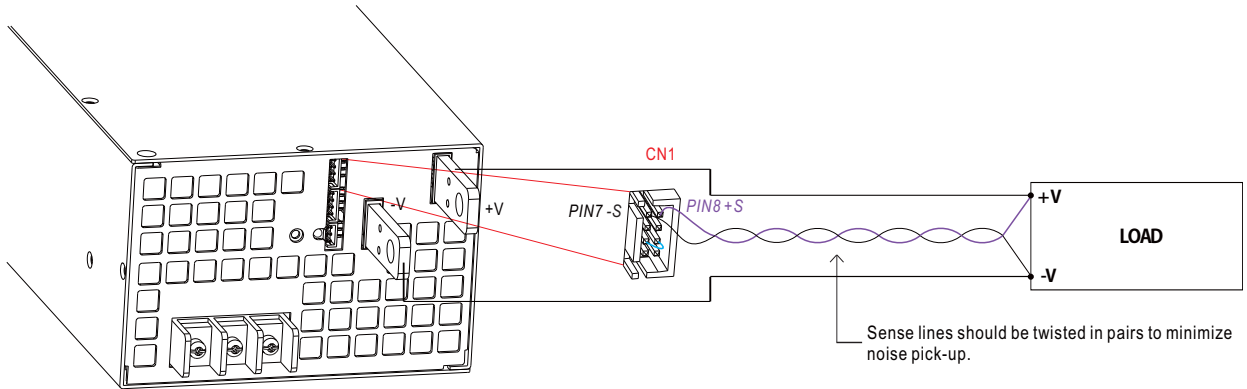 CN1
-V
+V
PIN7 -S
PIN8 +S
+V
LOAD
-V
Sense lines should be twisted in pairs to minimize
noise pick-up.